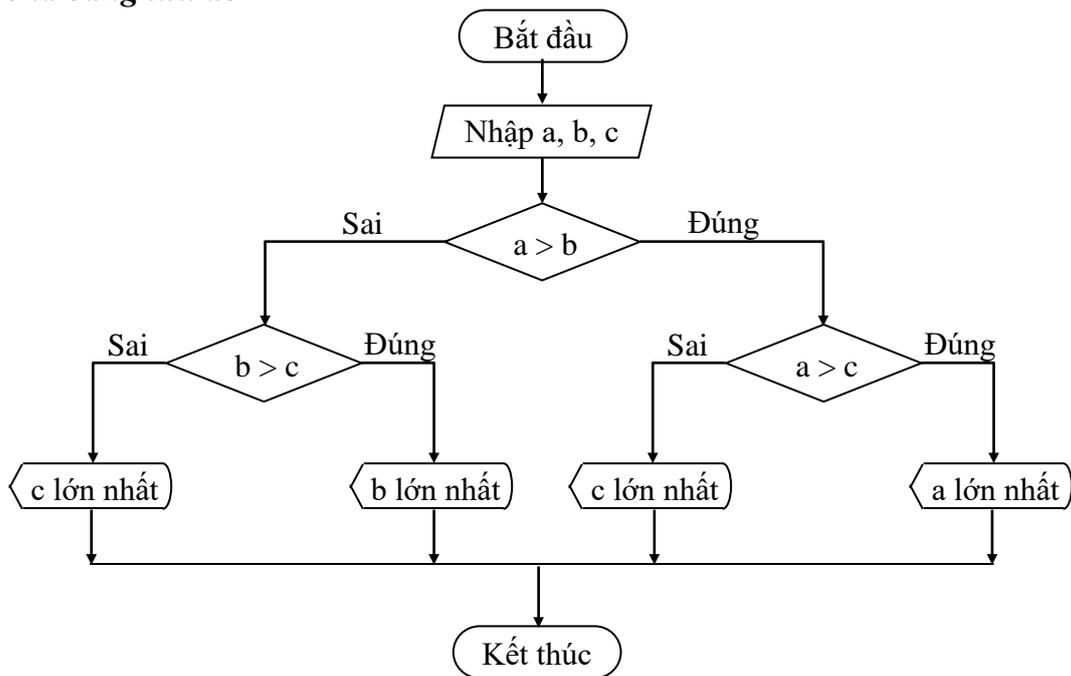 Bắt đầu
Nhập a, b, c
Sai
Đúng
a > b
Sai
Đúng
Sai
Đúng
b > c
a > c
c lớn nhất
b lớn nhất
c lớn nhất
a lớn nhất
Kết thúc